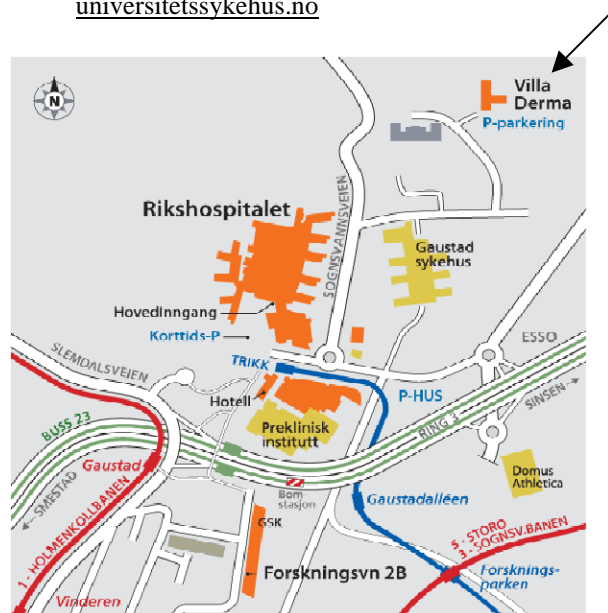 universitetssykehus.no
N
Villa
Derma
P-parkering
Rikshospitalet
SOGNSVANNSVEIEN
Gaustad
sykehus
HovedInngang
Korttids-P
ESSO
SLEMDALSVEIEN
TRIKK
P-HUS
SINSEN
Hotell
BUSS 23
RING 3
Preklinisk
institutt
Gaustad
SMESTAD
Domus
Athletica
Bom
stasjon
Gaustadalléen
GSK
5 - STORO
3 - SOGNSV.BANEN
1 - HOLMENKOLLBANEN
Forskningsvn 2B
Forsknings-
parken
Vinderen